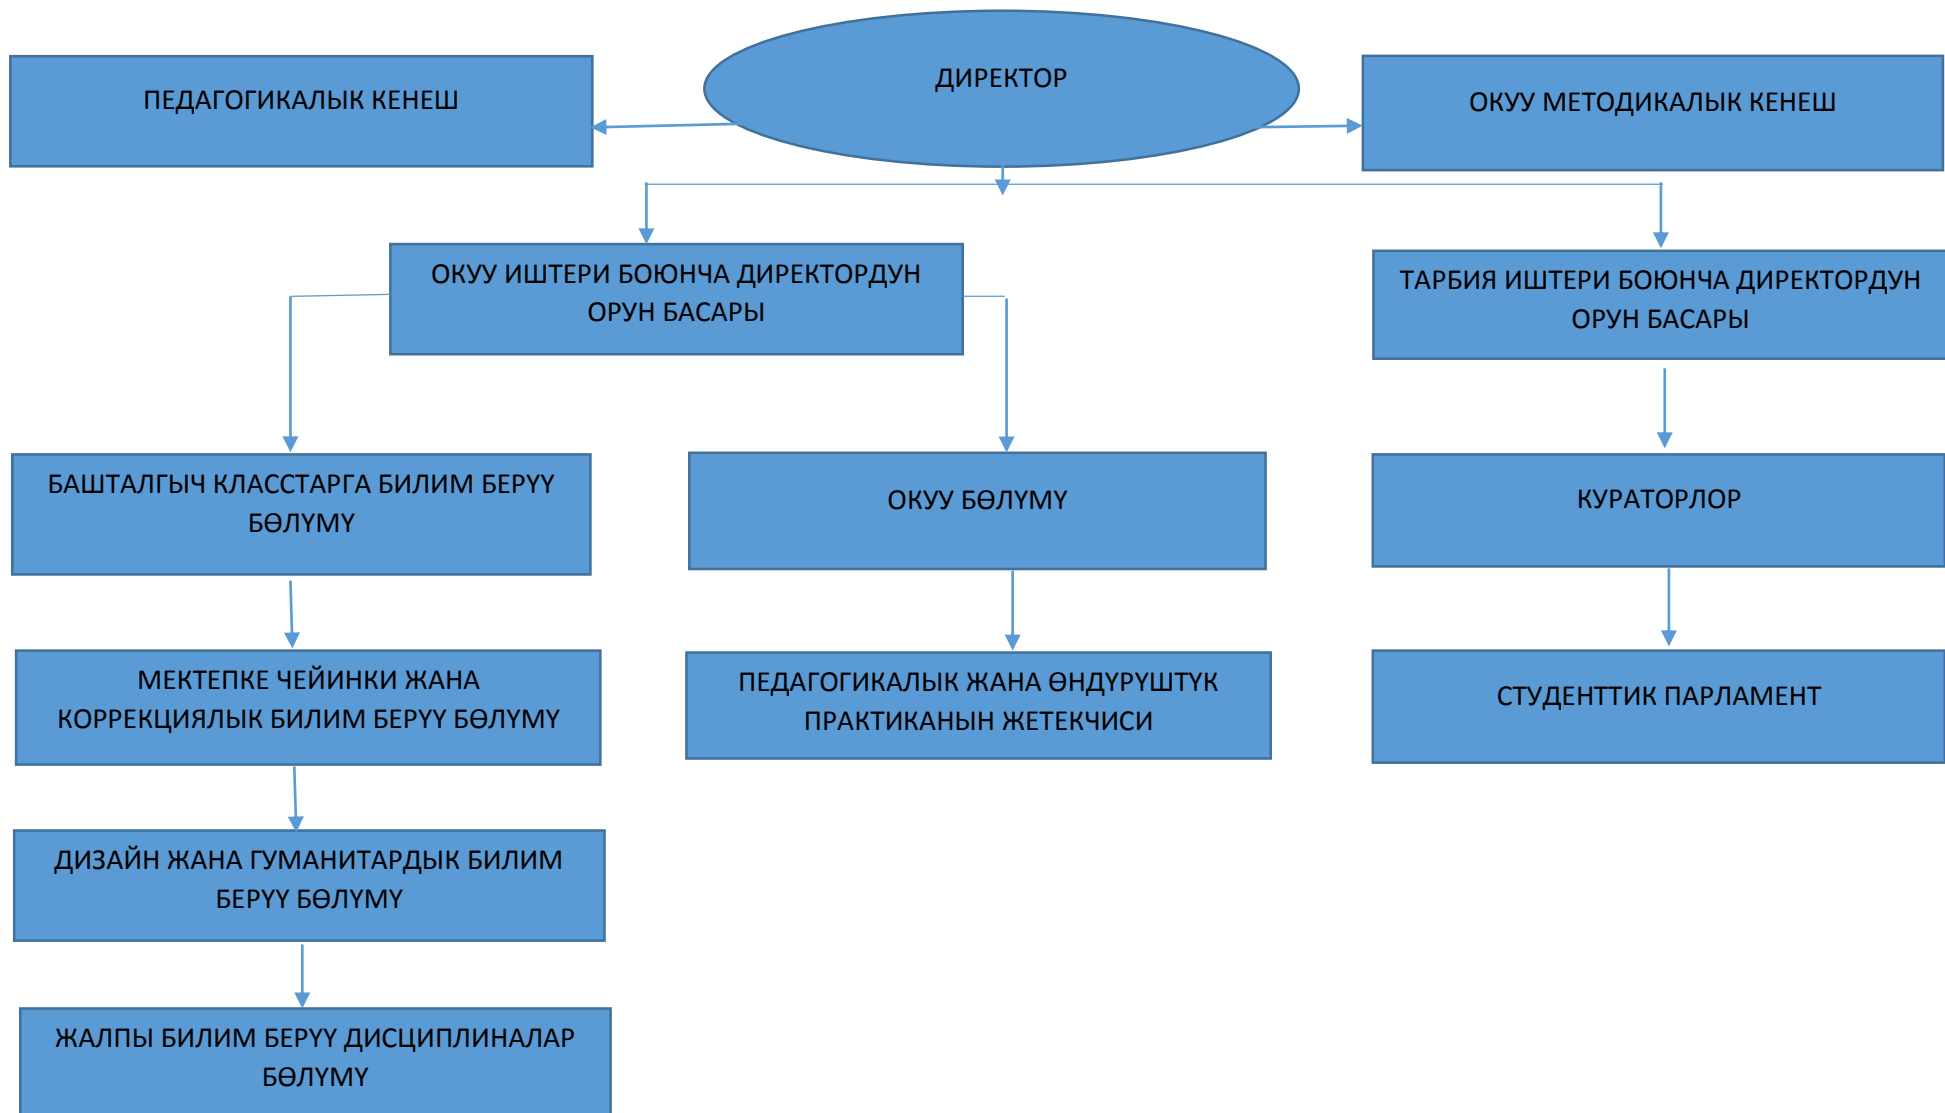 ПЕДАГОГИКАЛЫК КЕНЕШ
ДИРЕКТОР
ОКУУ МЕТОДИКАЛЫК КЕНЕШ
ОКУУ ИШТЕРИ БОЮНЧА ДИРЕКТОРДУН
ОРУН БАСАРЫ
ТАРБИЯ ИШТЕРИ БОЮНЧА ДИРЕКТОРДУН
ОРУН БАСАРЫ
БАШТАЛГЫЧ КЛАССТАРГА БИЛИМ БЕРҮҮ
БӨЛҮМҮ
ОКУУ БӨЛҮМҮ
КУРАТОРЛОР
МЕКТЕПКЕ ЧЕЙИНКИ ЖАНА
КОРРЕКЦИЯЛЫК БИЛИМ БЕРҮҮ БӨЛҮМҮ
ПЕДАГОГИКАЛЫК ЖАНА ӨНДҮРҮШТҮК
ПРАКТИКАНЫН ЖЕТЕКЧИСИ
СТУДЕНТТИК ПАРЛАМЕНТ
ДИЗАЙН ЖАНА ГУМАНИТАРДЫК БИЛИМ
БЕРҮҮ БӨЛҮМҮ
ЖАЛПЫ БИЛИМ БЕРҮҮ ДИСЦИПЛИНАЛАР
БӨЛҮМҮ